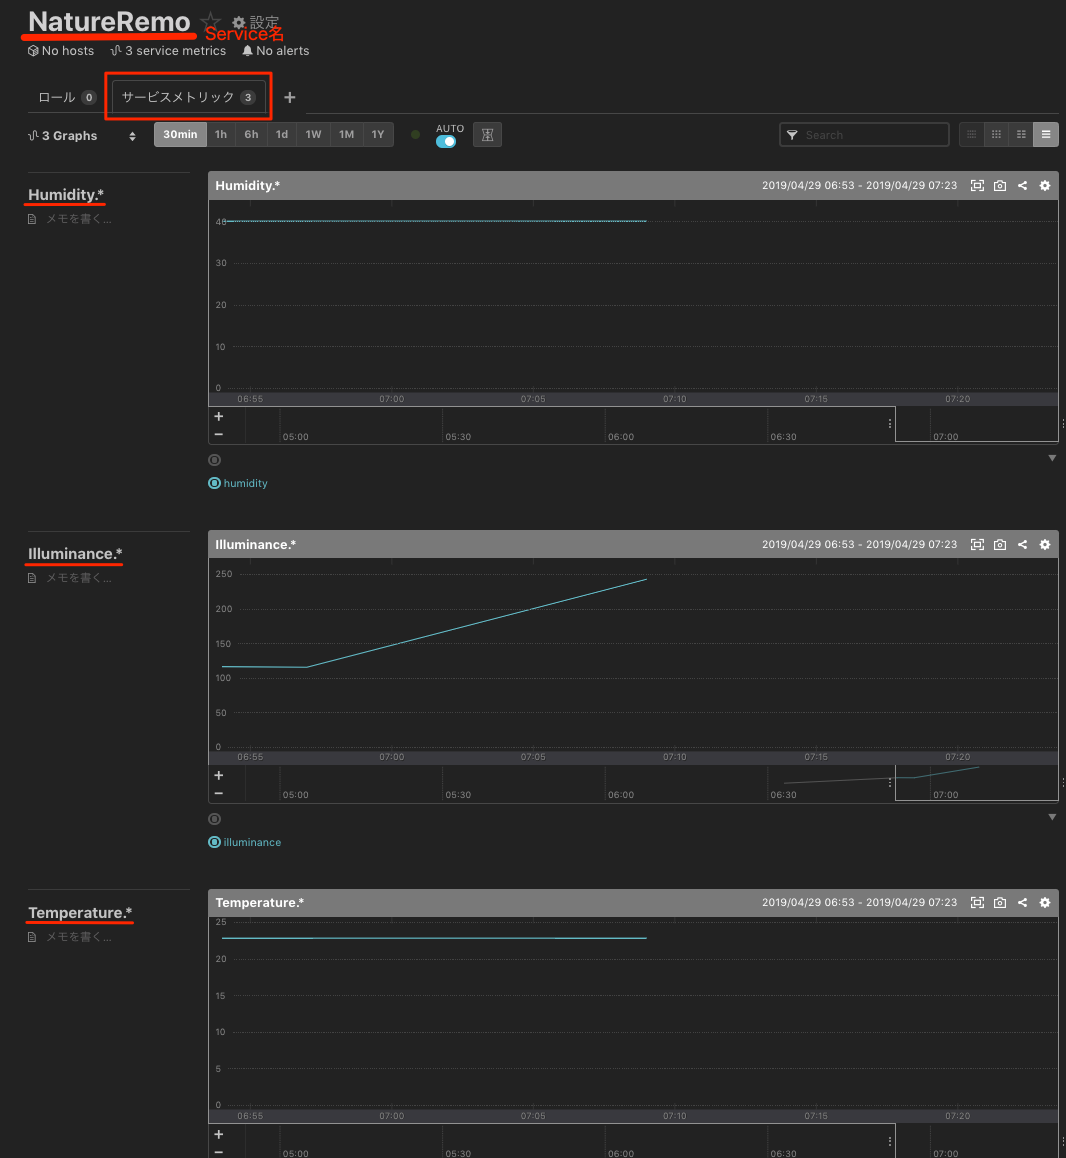 NatureRemo ☆ 設定
Service名
No hosts 3 service metrics No alerts
ロール 0 サービスメトリック 3 +
3 Graphs 30min 1h 6h 1d 1W 1M 1Y AUTO Search
Humidity.*
メモを書く...
Humidity.* 2019/04/29 06:53 - 2019/04/29 07:23
40
30
20
10
0
06:55 07:00 07:05 07:10 07:15 07:20
+
−
05:00 05:30 06:00 06:30 07:00
humidity
Illuminance.*
メモを書く...
Illuminance.* 2019/04/29 06:53 - 2019/04/29 07:23
250
200
150
100
50
0
06:55 07:00 07:05 07:10 07:15 07:20
+
−
05:00 05:30 06:00 06:30 07:00
illuminance
Temperature.*
メモを書く...
Temperature.* 2019/04/29 06:53 - 2019/04/29 07:23
25
20
15
10
5
0
06:55 07:00 07:05 07:10 07:15 07:20
+
−
05:00 05:30 06:00 06:30 07:00